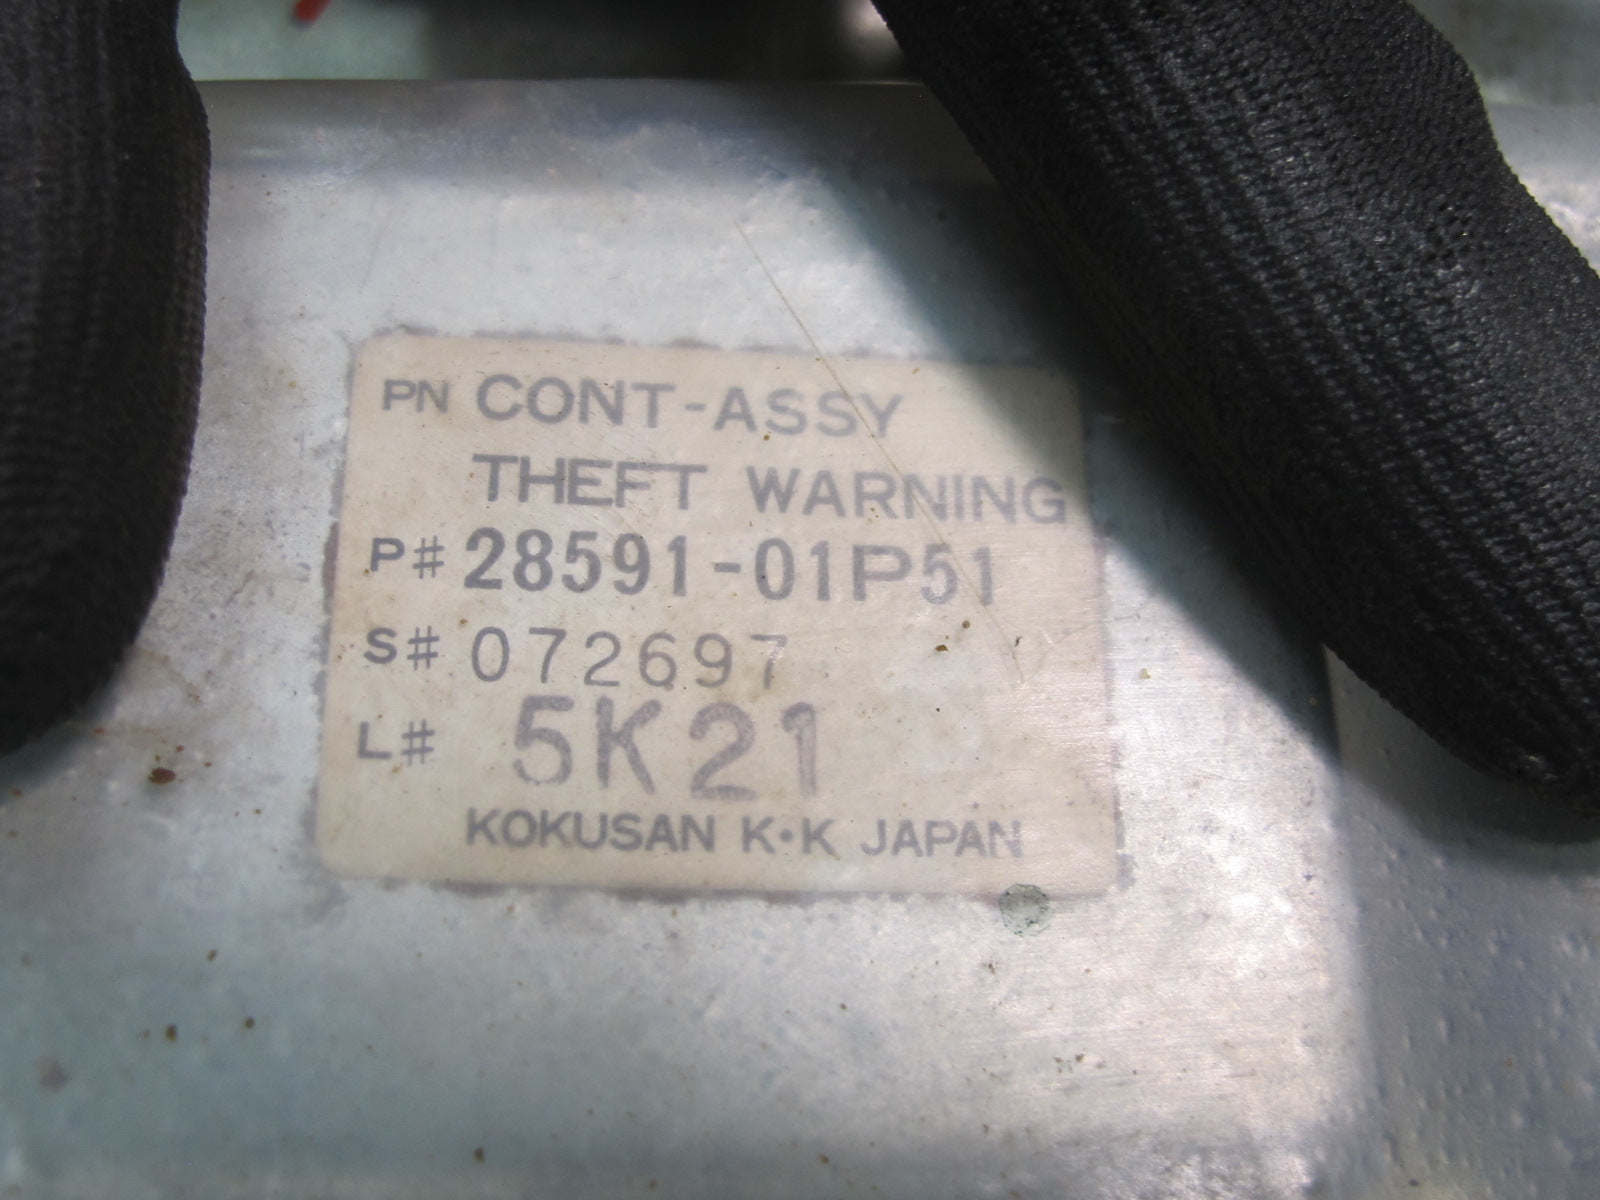 PN CONT-ASSY
THEFT WARNING
P# 28591-01P51
S# 072697
L# 5K21
KOKUSAN K·K JAPAN